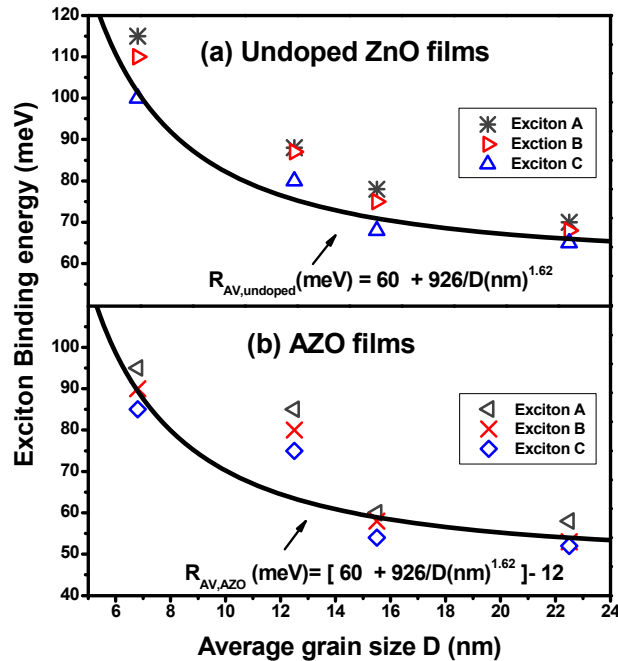 120
110
100
90
80
70
60
(a) Undoped ZnO films
Exciton A
Exction B
Exciton C
R_AV,undoped(meV) = 60 + 926/D(nm)^1.62
Exciton Binding energy (meV)
100
90
80
70
60
50
40
(b) AZO films
Exciton A
Exciton B
Exciton C
R_AV,AZO (meV)= [ 60 + 926/D(nm)^1.62 ]- 12
6 8 10 12 14 16 18 20 22 24
Average grain size D (nm)